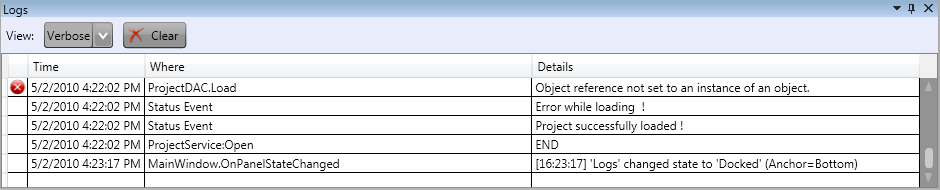 Logs
View: Verbose Clear
Time Where Details
5/2/2010 4:22:02 PM ProjectDAC.Load Object reference not set to an instance of an object.
5/2/2010 4:22:02 PM Status Event Error while loading !
5/2/2010 4:22:02 PM Status Event Project successfully loaded !
5/2/2010 4:22:02 PM ProjectService:Open END
5/2/2010 4:23:17 PM MainWindow.OnPanelStateChanged [16:23:17] 'Logs' changed state to 'Docked' (Anchor=Bottom)